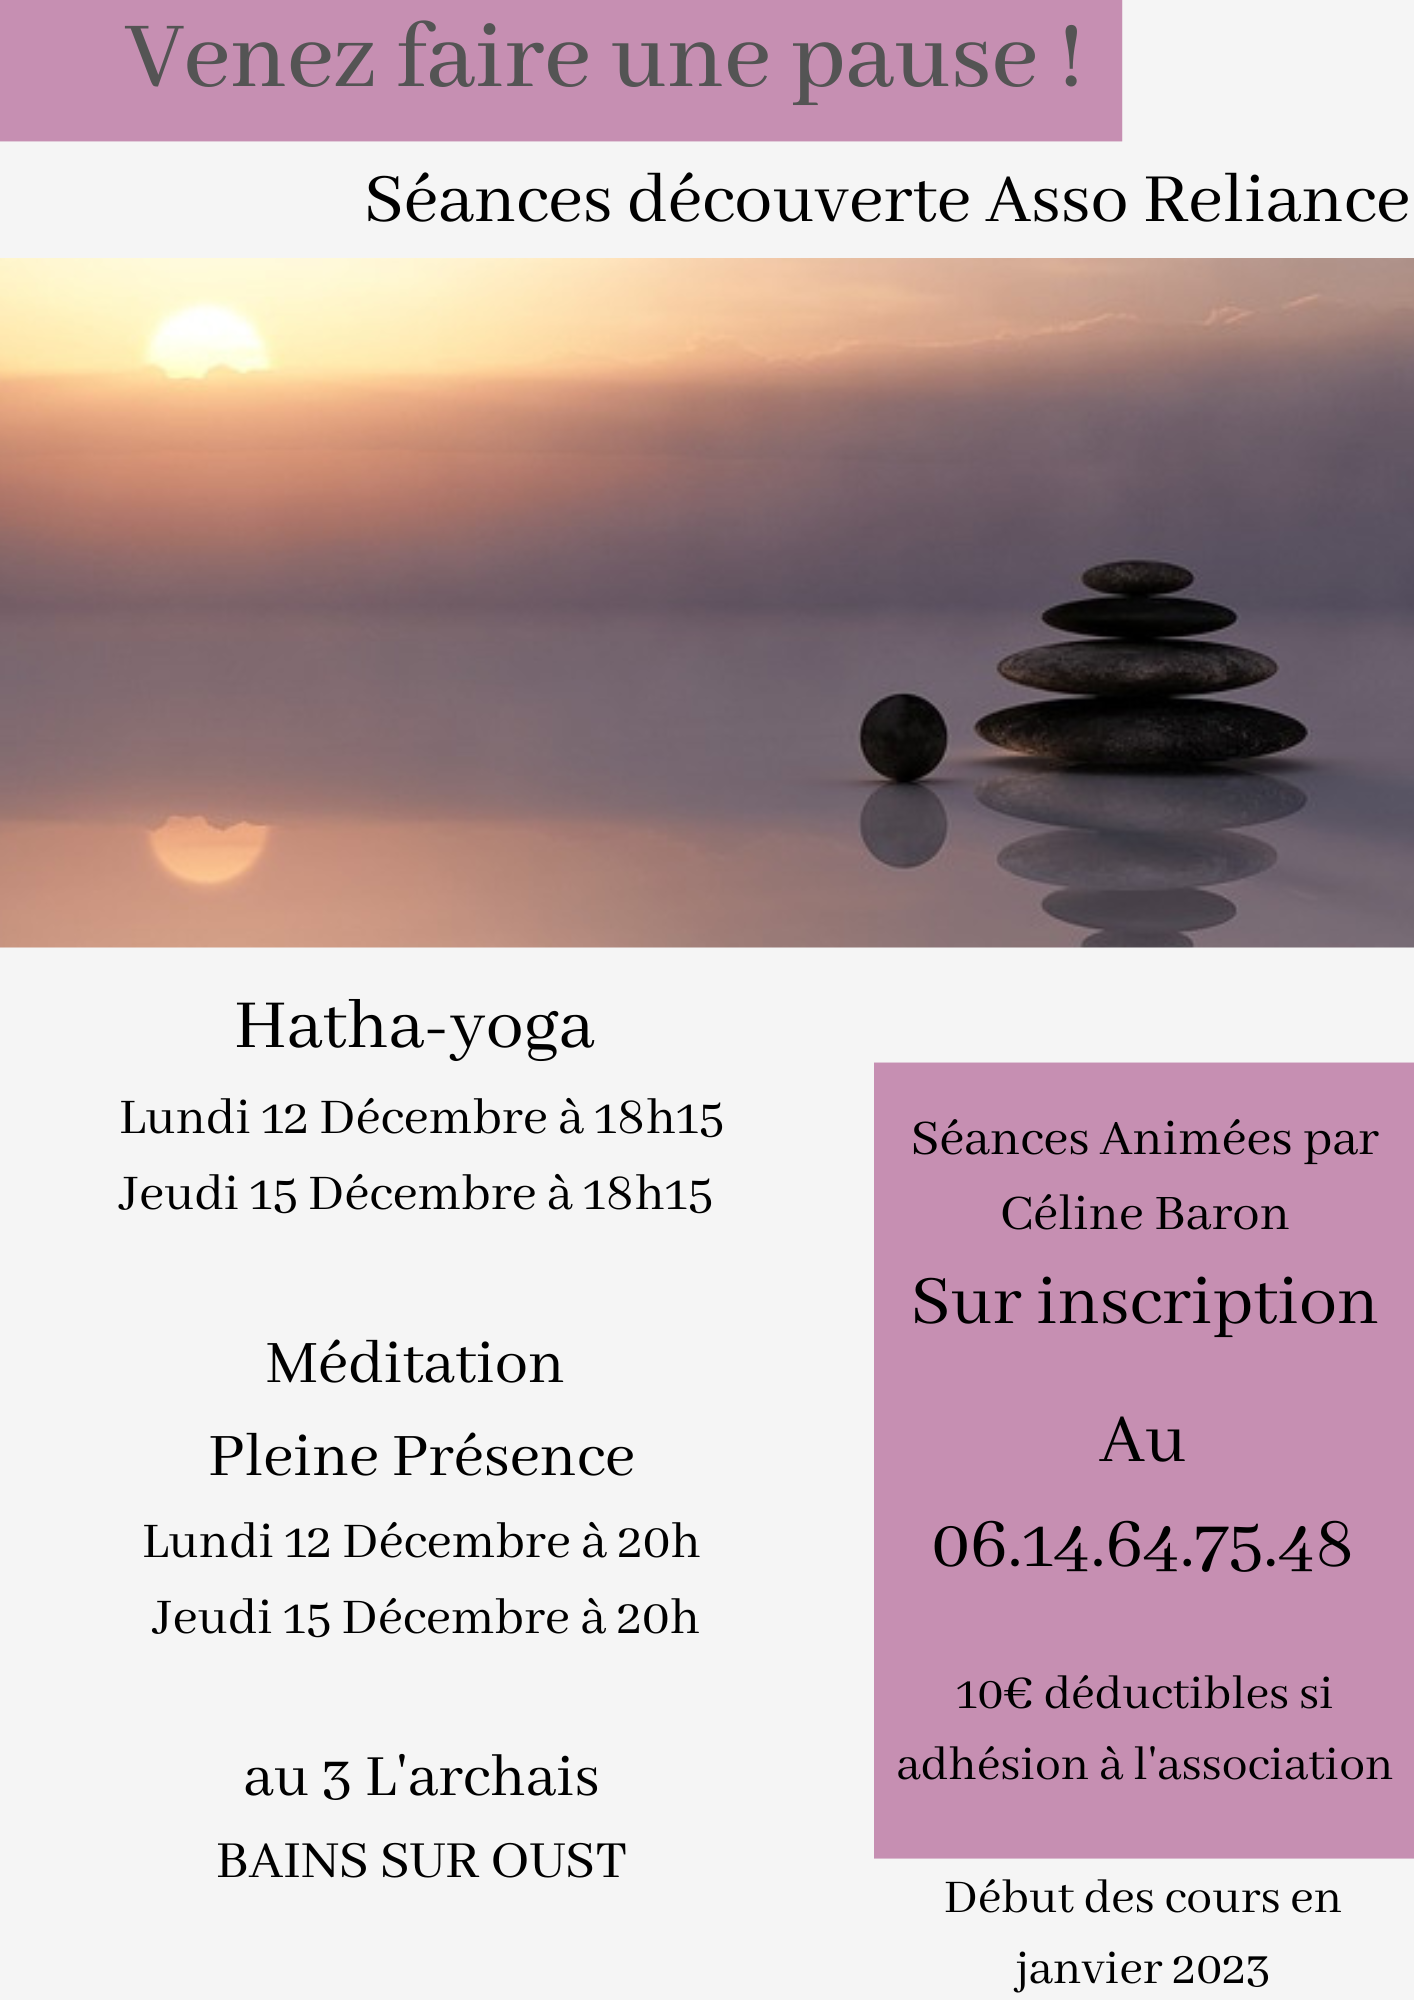 Venez faire une pause !
Séances découverte Asso Reliance
Hatha-yoga
Lundi 12 Décembre à 18h15
Jeudi 15 Décembre à 18h15
Méditation
Pleine Présence
Lundi 12 Décembre à 20h
Jeudi 15 Décembre à 20h
au 3 L'archais
BAINS SUR OUST
Séances Animées par
Céline Baron
Sur inscription
Au
06.14.64.75.48
10€ déductibles si
adhésion à l'association
Début des cours en
janvier 2023